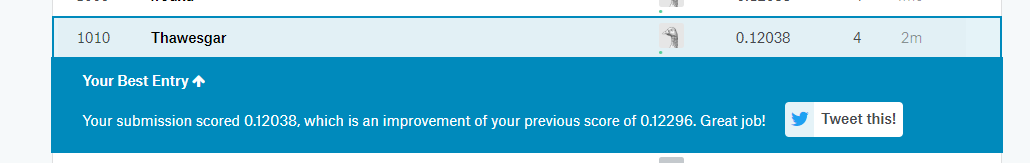 1010 Thawesgar 0.12038 4 2m
Your Best Entry
Your submission scored 0.12038, which is an improvement of your previous score of 0.12296. Great job! Tweet this!